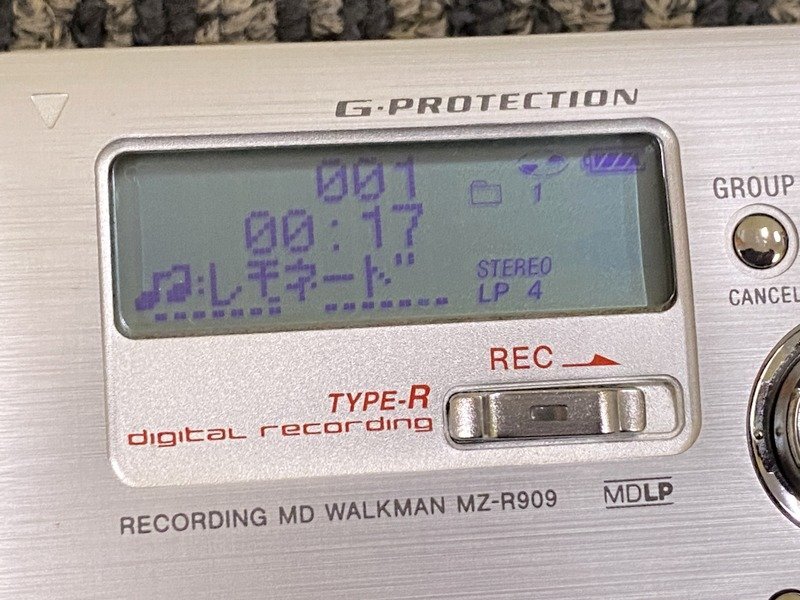 G-PROTECTION
001
1
00:17
♫:レモネード
STEREO
LP 4
GROUP
CANCEL
REC
TYPE-R
digital recording
RECORDING MD WALKMAN MZ-R909
MDLP